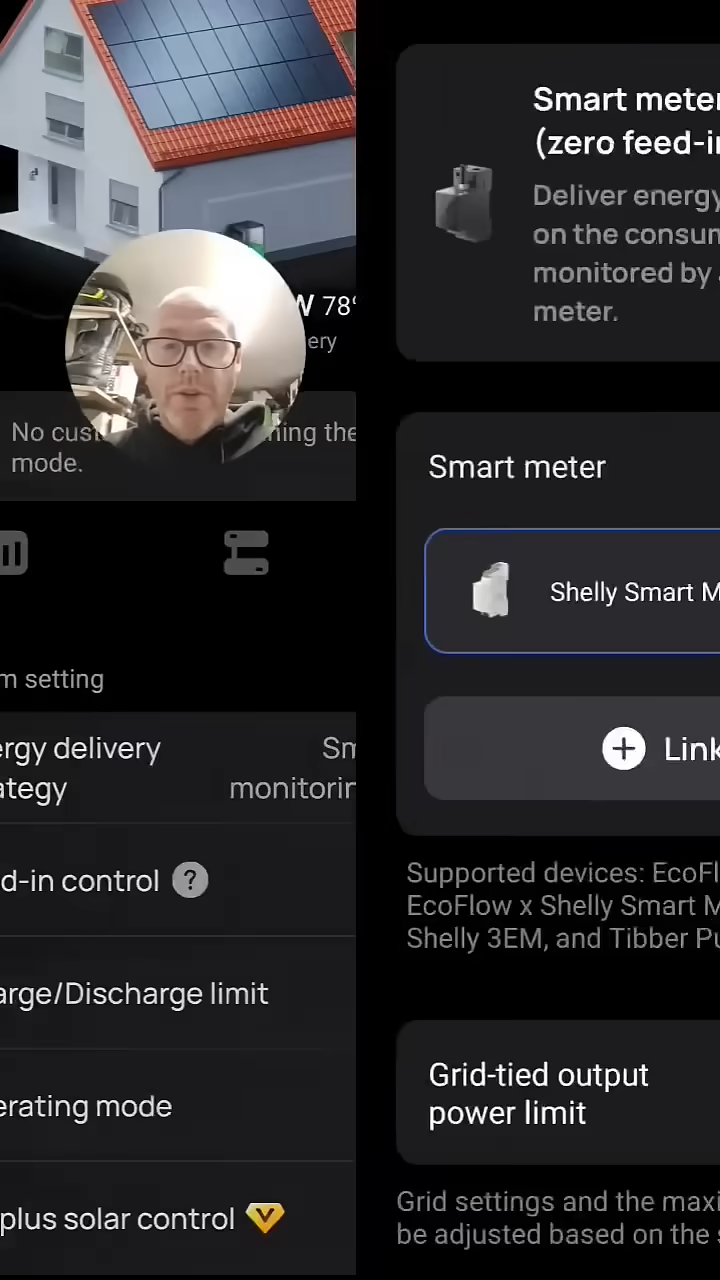 W 78
ery
No cust
ning the
mode.
m setting
ergy delivery
ategy
Sm
monitorin
d-in control ?
arge/Discharge limit
erating mode
plus solar control
Smart meter
(zero feed-in
Deliver energy
on the consum
monitored by
meter.
Smart meter
Shelly Smart M
Link
Supported devices: EcoFl
EcoFlow x Shelly Smart M
Shelly 3EM, and Tibber Pu
Grid-tied output
power limit
Grid settings and the maxi
be adjusted based on the s